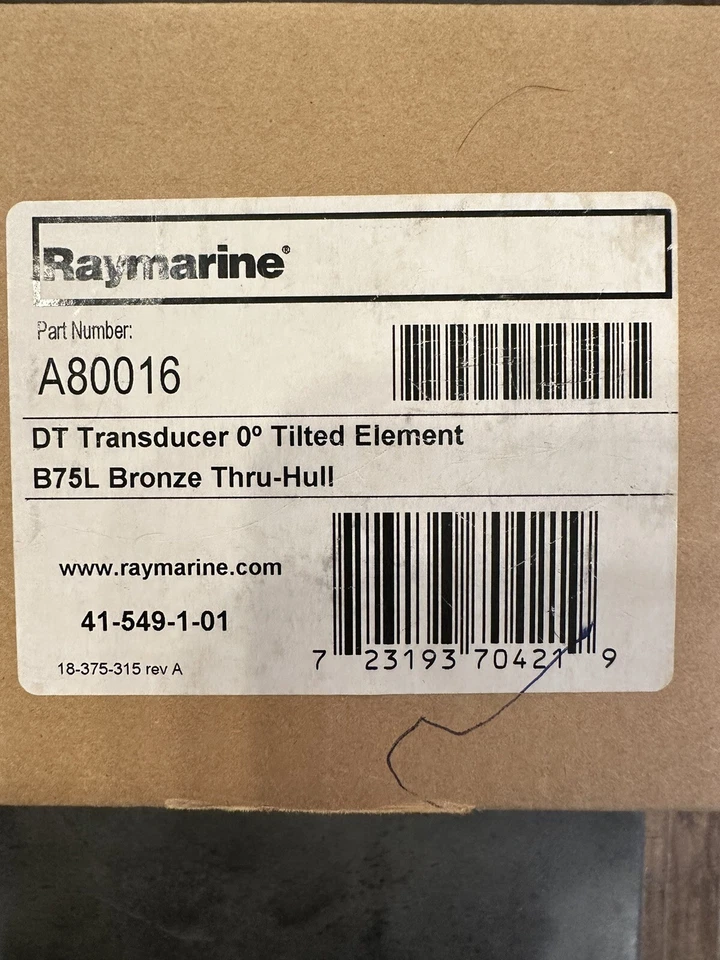 Raymarine®
Part Number:
A80016
DT Transducer 0º Tilted Element
B75L Bronze Thru-Hull
www.raymarine.com
41-549-1-01
18-375-315 rev A
7 23193 70421 9